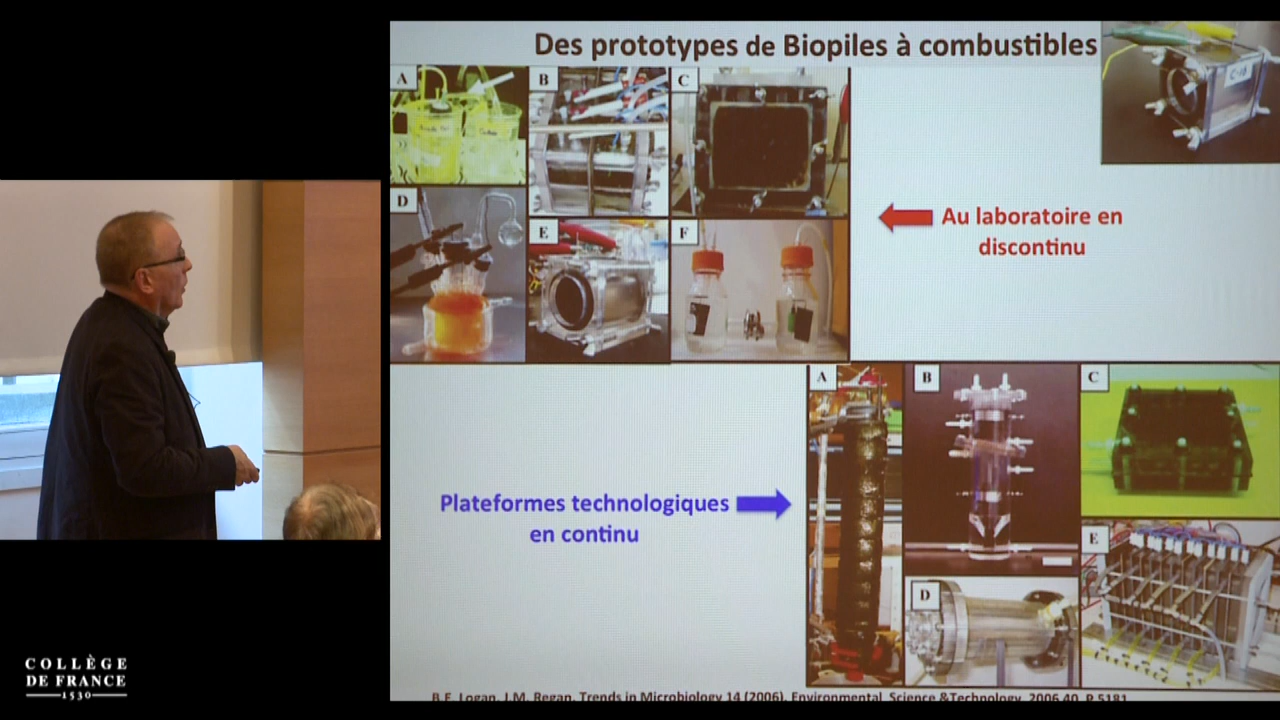 Des prototypes de Biopiles à combustibles
C-10
A
B
C
D
E
F
Au laboratoire en
discontinu
Plateformes technologiques
en continu
A
B
C
D
E
B.E. Logan, J.M. Regan, Trends in Microbiology 14 (2006), Environmental Science &Technology, 2006,40, P 5181
COLLÈGE
DE FRANCE
1530